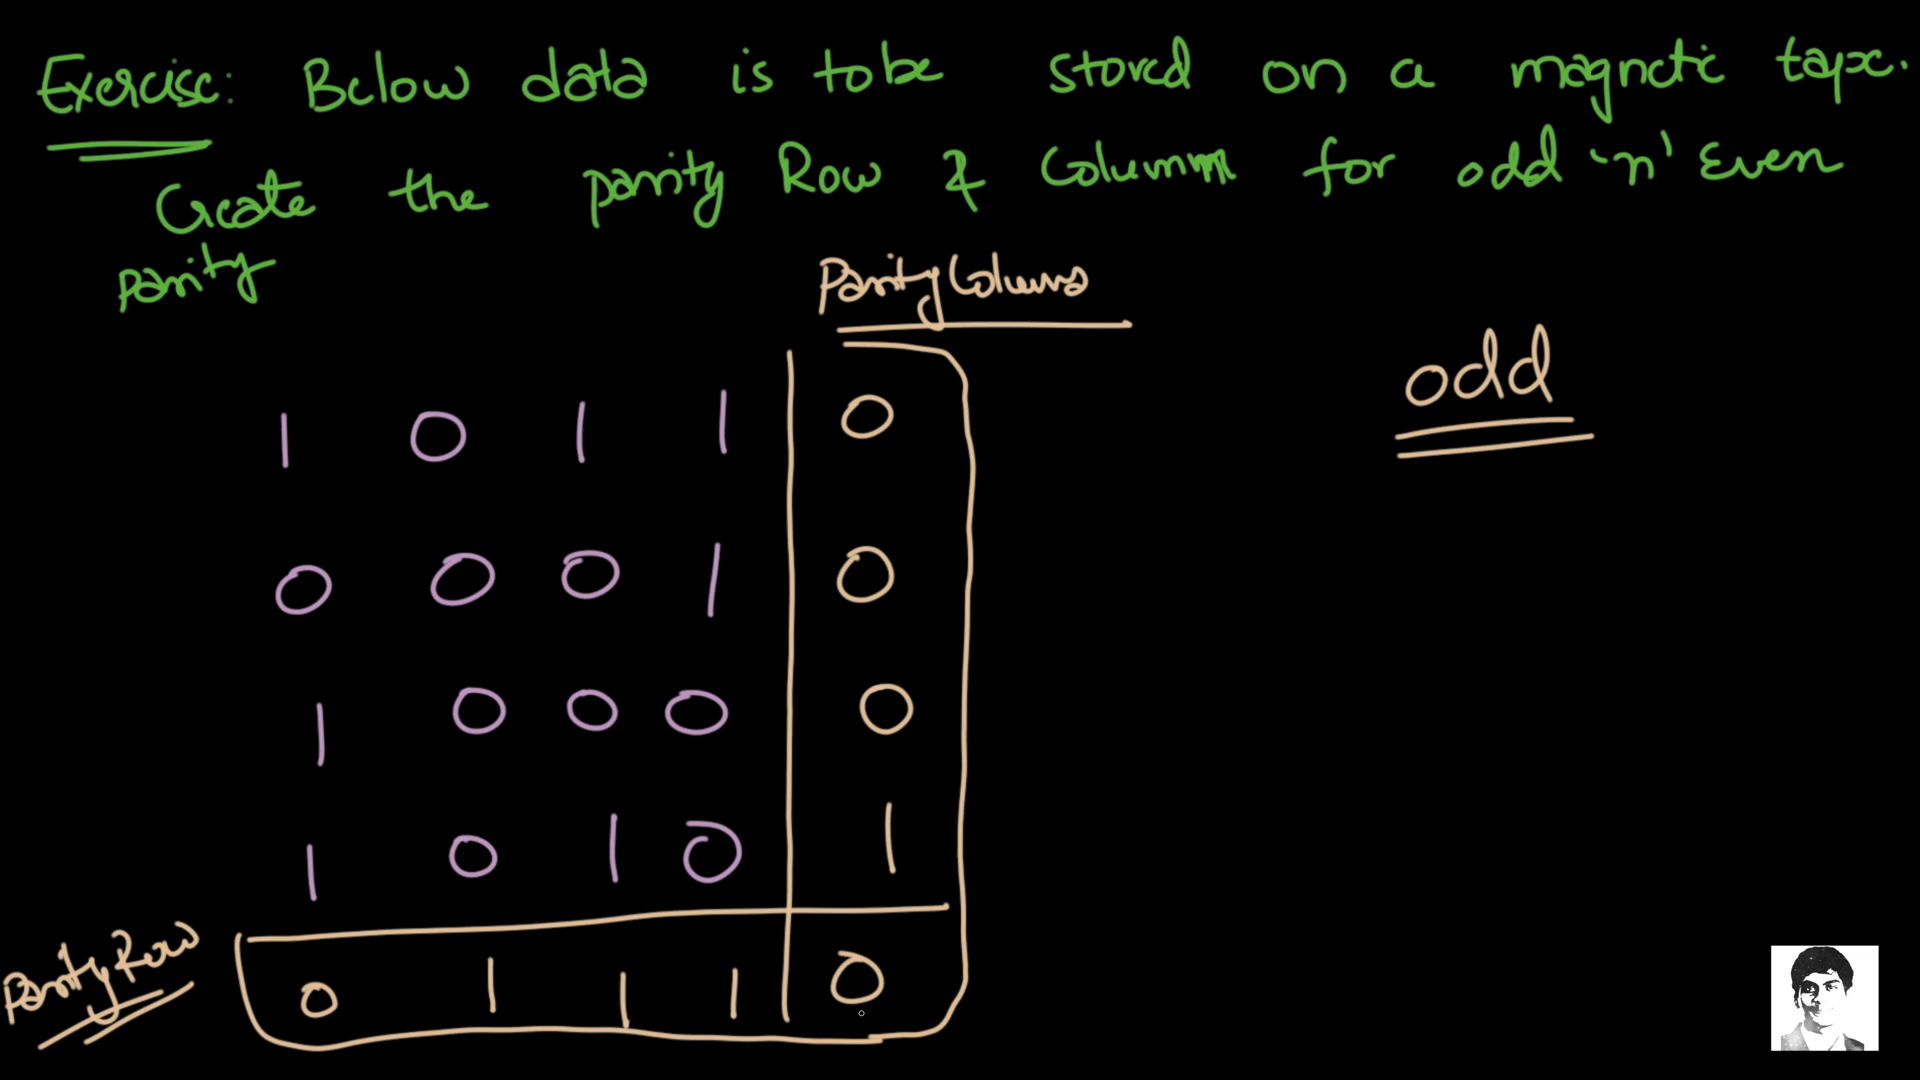 Exercise: Below data is to be stored on a magnetic tape.
Create the parity Row & Column for odd 'n' Even
parity
Parity Column
odd
1 0 1 1 0
0 0 0 1 0
1 0 0 0 0
1 0 1 0 1
Parity Row 0 1 1 1 0